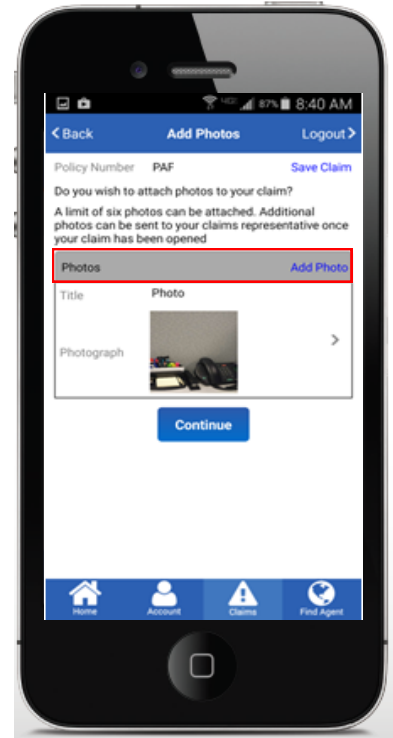 87% 8:40 AM
Back Add Photos Logout
Policy Number PAF Save Claim
Do you wish to attach photos to your claim?
A limit of six photos can be attached. Additional
photos can be sent to your claims representative once
your claim has been opened
Photos Add Photo
Title Photo
Photograph
Continue
Home Account Claims Find Agent